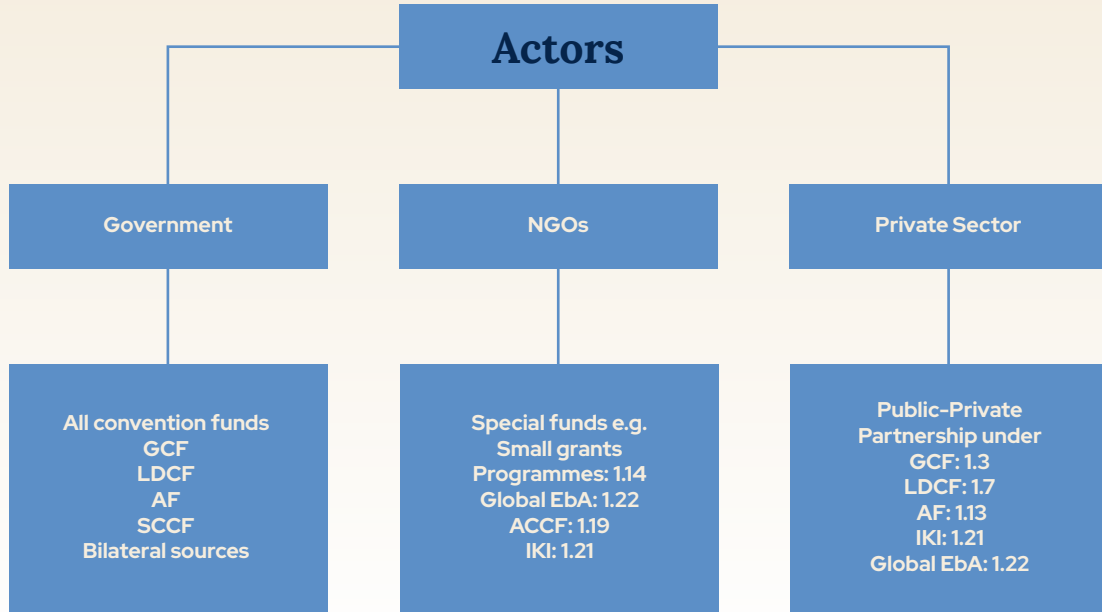 Actors
Government
NGOs
Private Sector
All convention funds
GCF
LDCF
AF
SCCF
Bilateral sources
Special funds e.g.
Small grants
Programmes: 1.14
Global EbA: 1.22
ACCF: 1.19
IKI: 1.21
Public-Private
Partnership under
GCF: 1.3
LDCF: 1.7
AF: 1.13
IKI: 1.21
Global EbA: 1.22